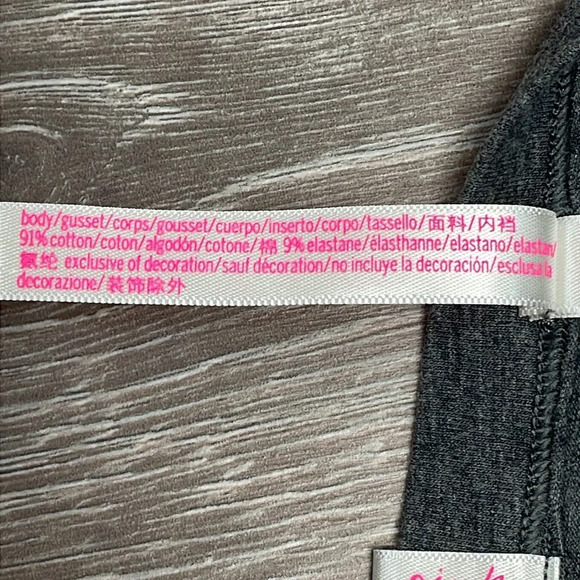 body/gusset/corps/gousset/cuerpo/inserto/corpo/tassello/面料/内裆
91% cotton/coton/algodón/cotone/棉 9% elastane/élasthanne/elastano/elastan/
氨纶 exclusive of decoration/sauf décoration/no incluye la decoración/esclusa la
decorazione/装饰除外